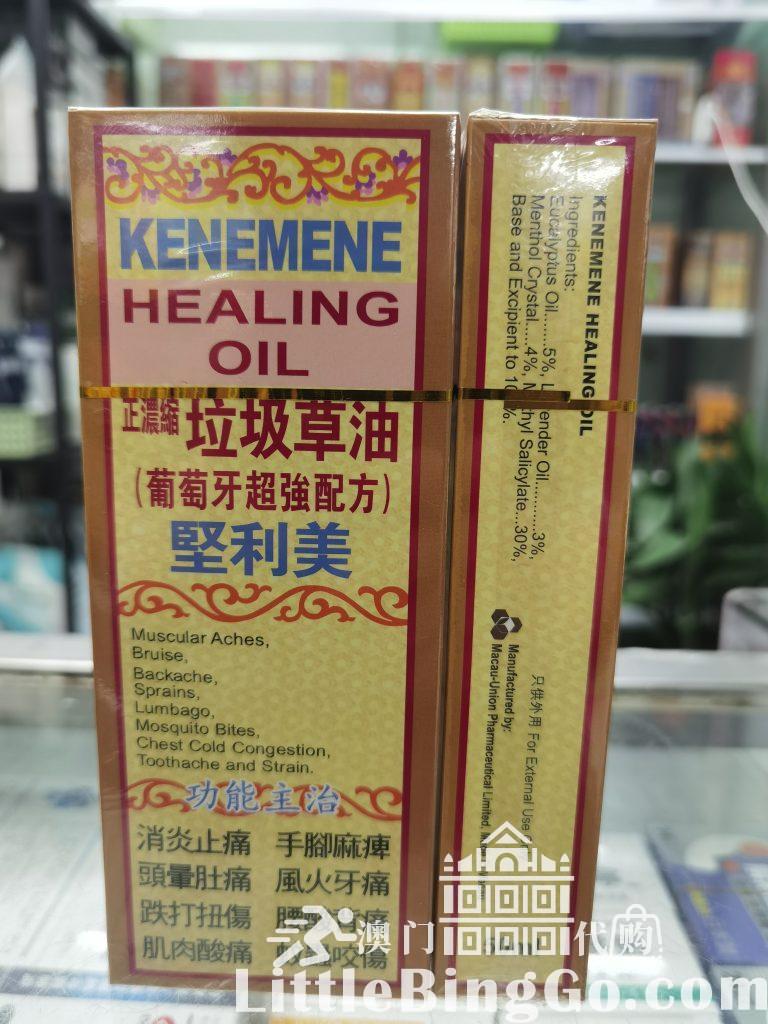 KENEMENE
HEALING
OIL
正濃缩 垃圾草油
(葡萄牙超強配方)
堅利美
Muscular Aches,
Bruise,
Backache,
Sprains,
Lumbago,
Mosquito Bites,
Chest Cold Congestion,
Toothache and Strain.
功能主治
消炎止痛 手腳麻痺
頭暈肚痛 風火牙痛
跌打扭傷
肌肉酸痛 咬傷
KENEMENE HEALING OIL
Ingredients:
Eucalyptus Oil........5%, Oil............3%,
Menthol Crystal.....4%, Salicylate...30%,
Base and Excipient to
Manufactured by:
Macau-Union Pharmaceutical Limited,
只供外用 For External Use
澳门代购
LittleBingGo.com